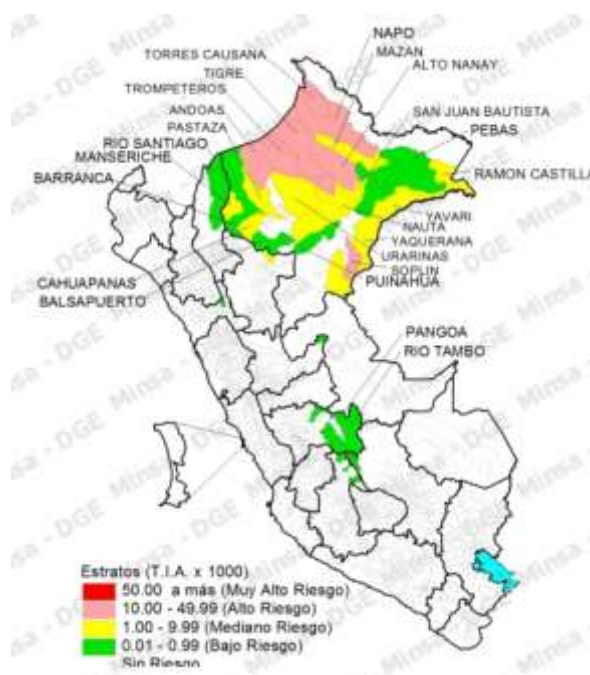 NAPO
MAZAN
ALTO NANAY
TORRES CAUSANA
TIGRE
TROMPETEROS
ANDOAS
PASTAZA
RIO SANTIAGO
MANSERICHE
BARRANCA
SAN JUAN BAUTISTA
PEBAS
RAMON CASTILLA
YAVARI
NAUTA
YAQUERANA
URARINAS
SOPLIN
PUINAHUA
CAHUAPANAS
BALSAPUERTO
PANGOA
RIO TAMBO
Estratos (T.I.A. x 1000)
50.00 a más (Muy Alto Riesgo)
10.00 - 49.99 (Alto Riesgo)
1.00 - 9.99 (Mediano Riesgo)
0.01 - 0.99 (Bajo Riesgo)
Sin Riesgo
Minsa - DGE